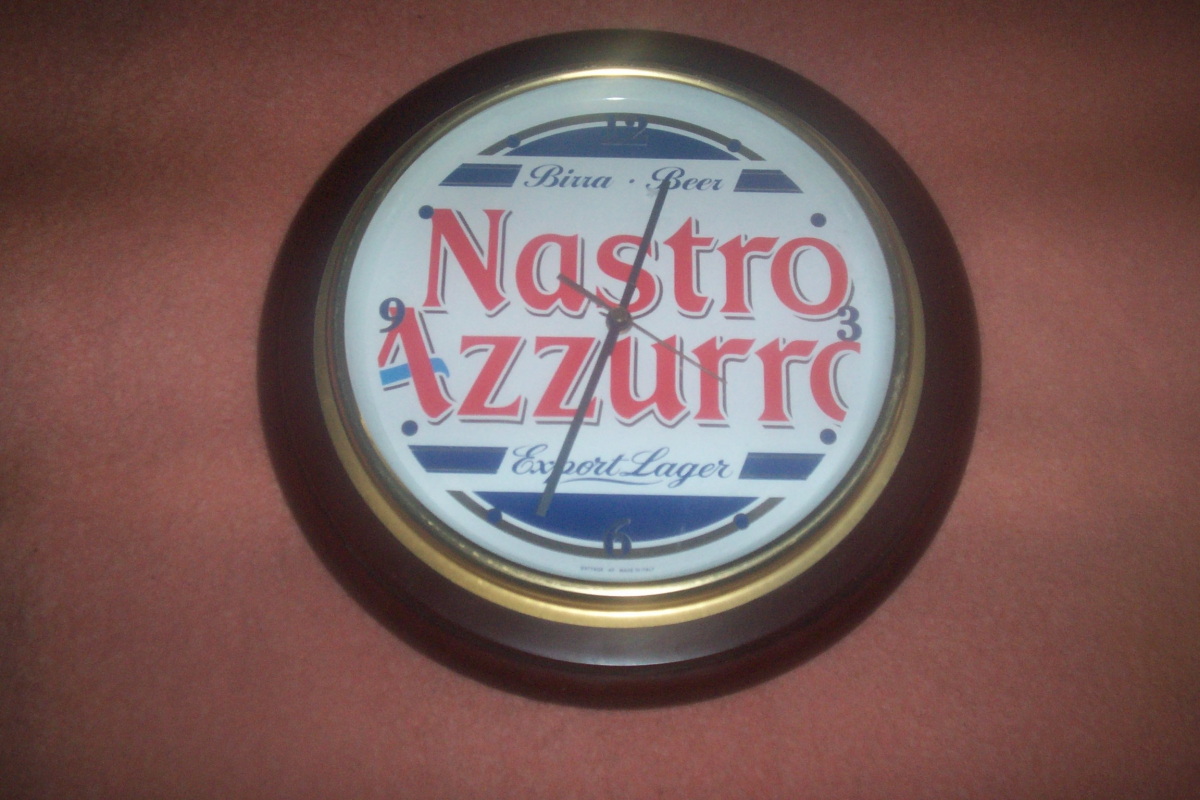 12
Birra · Beer
Nastro
9
3
Azzurro
Export Lager
6